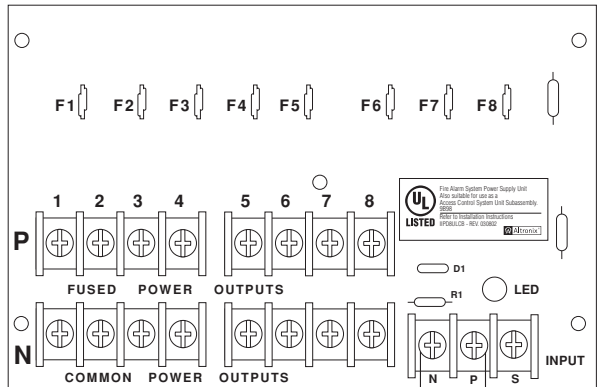 F1 F2 F3 F4 F5 F6 F7 F8
1 2 3 4 5 6 7 8
UL
LISTED
Fire Alarm System Power Supply Unit
Also suitable for use as a
Access Control System Unit Subassembly.
9B98
Refer to Installation Instructions
Altronix
P
D1
FUSED POWER OUTPUTS
LED
R1
N
INPUT
N P S
COMMON POWER OUTPUTS